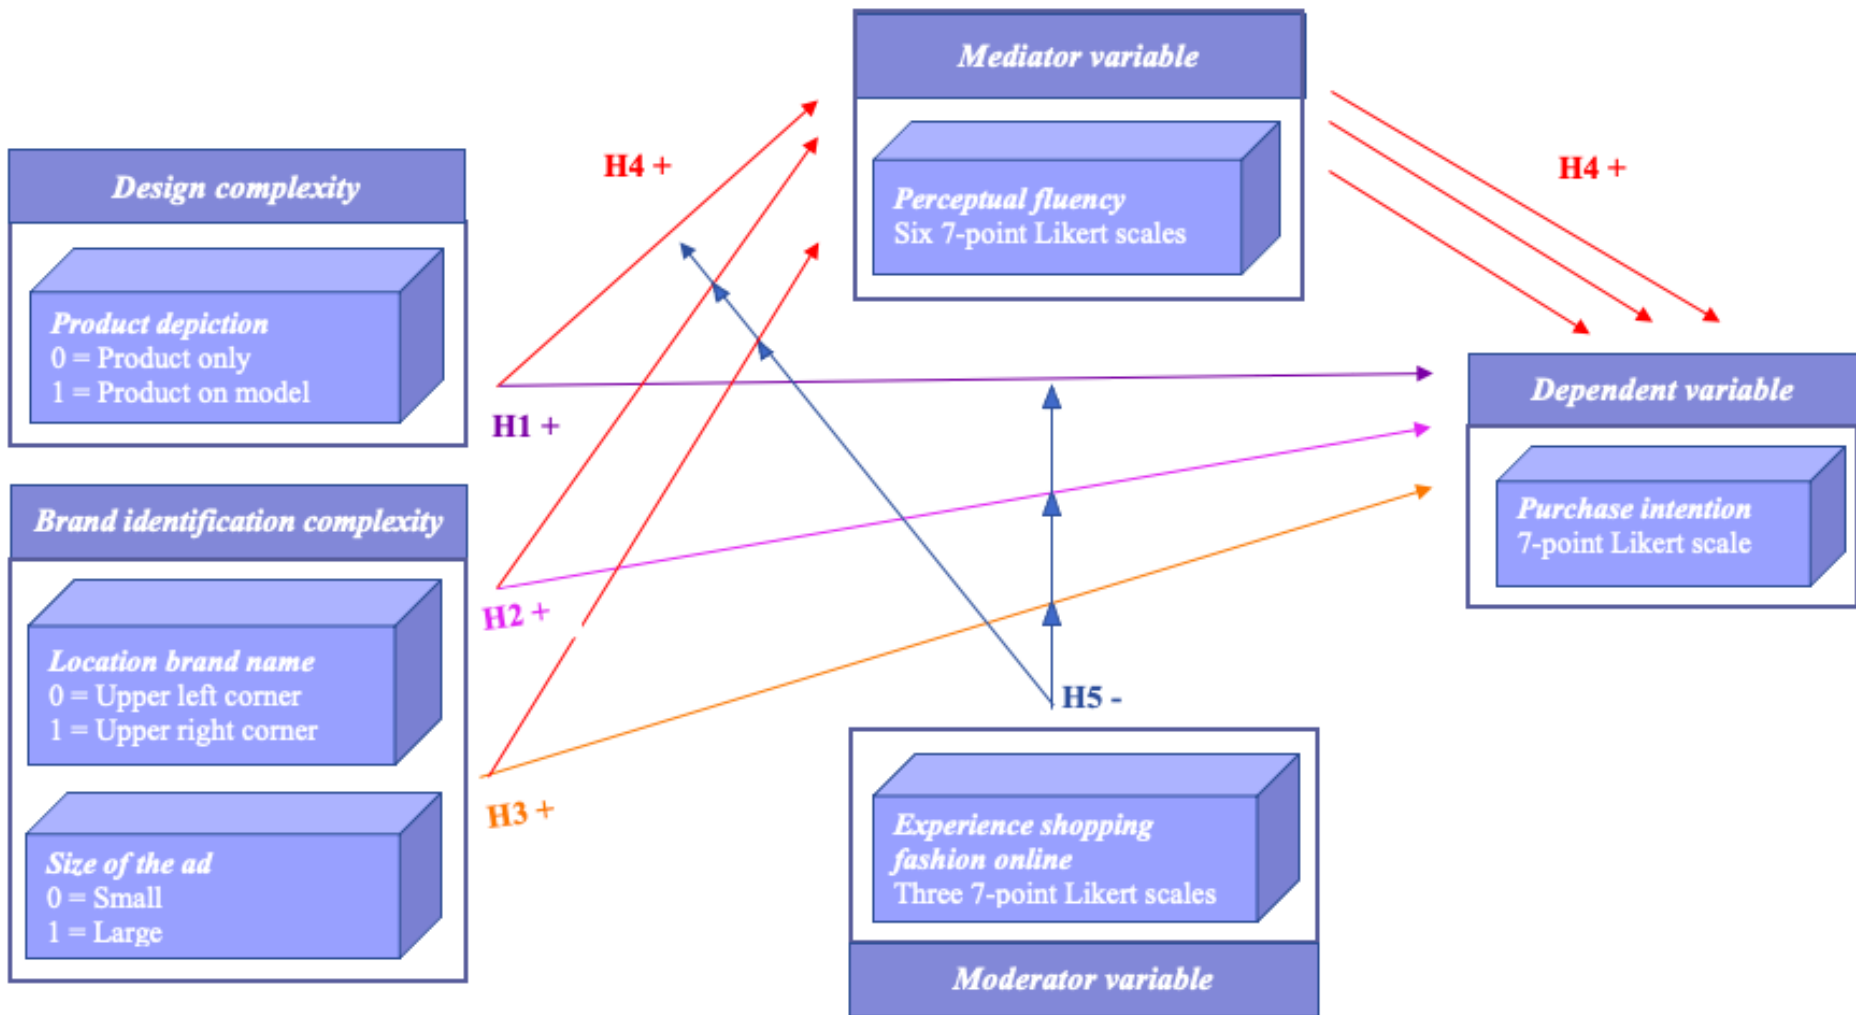 Mediator variable
Perceptual fluency
Six 7-point Likert scales
H4 +
H4 +
Design complexity
Product depiction
0 = Product only
1 = Product on model
H1 +
Dependent variable
Purchase intention
7-point Likert scale
Brand identification complexity
Location brand name
0 = Upper left corner
1 = Upper right corner
H2 +
Size of the ad
0 = Small
1 = Large
H3 +
H5 -
Experience shopping
fashion online
Three 7-point Likert scales
Moderator variable